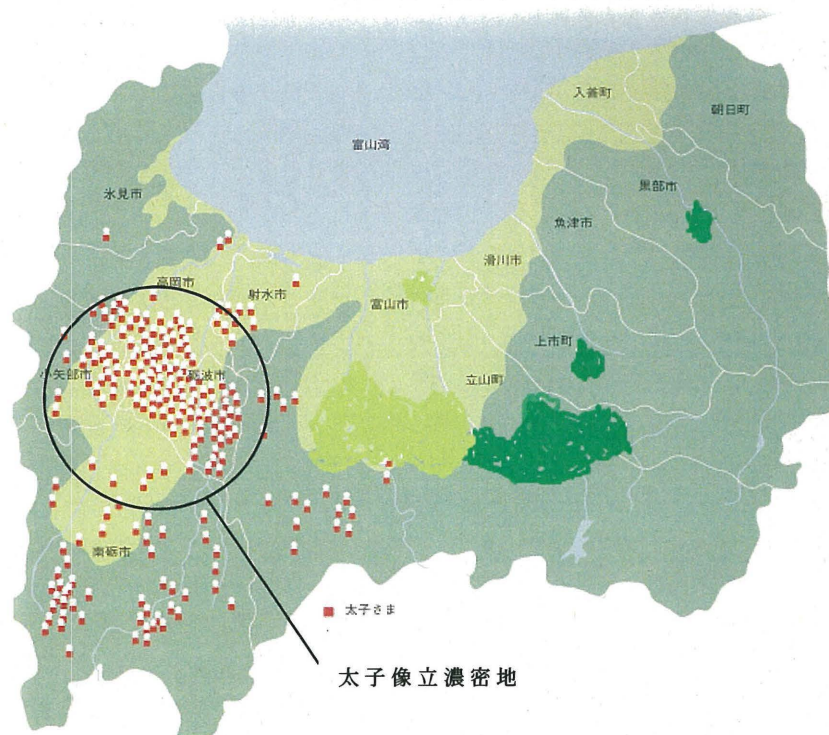 入善町
朝日町
富山湾
黒部市
氷見市
魚津市
滑川市
高岡市
射水市
富山市
上市町
小矢部市
砺波市
立山町
南砺市
太子さま
太子像立濃密地